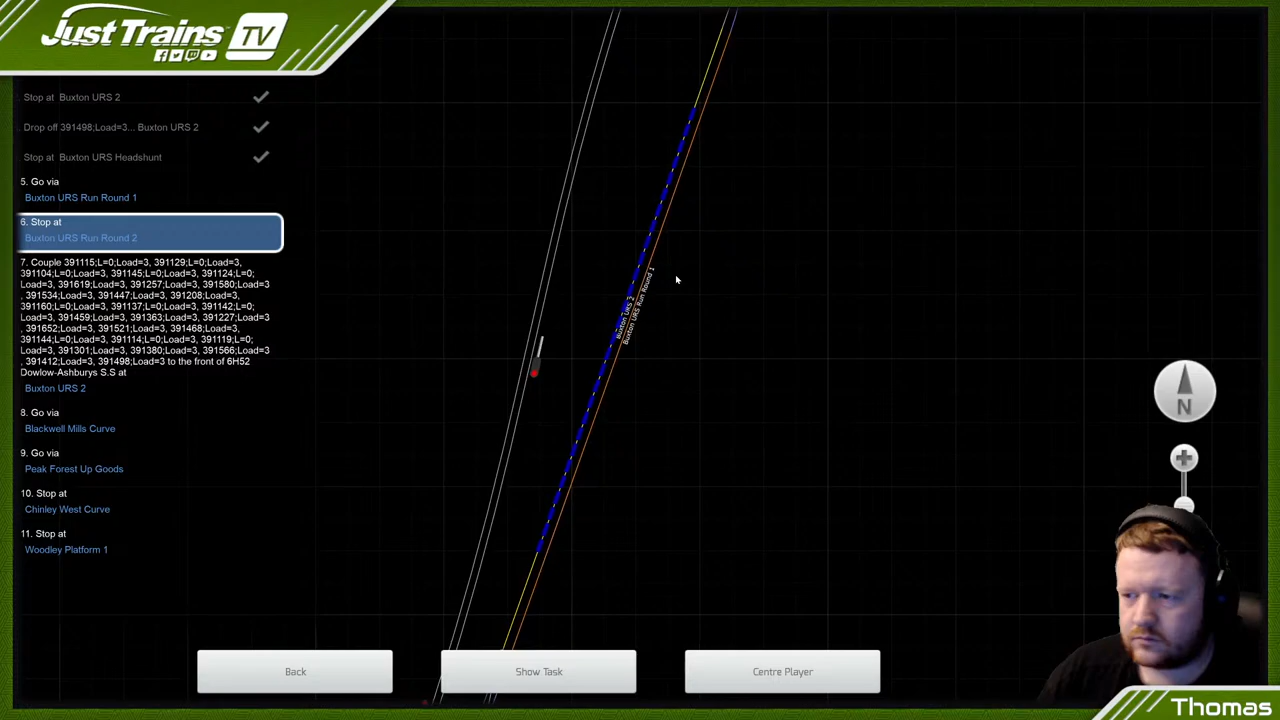 Just Trains TV
Stop at Buxton URS 2
Drop off 391498;Load=3... Buxton URS 2
Stop at Buxton URS Headshunt
5. Go via
Buxton URS Run Round 1
6. Stop at
Buxton URS Run Round 2
7. Couple 391115;L=0;Load=3, 391129;L=0;Load=3,
391104;L=0;Load=3, 391145;L=0;Load=3, 391124;L=0;
Load=3, 391619;Load=3, 391257;Load=3, 391580;Load=3
, 391534;Load=3, 391447;Load=3, 391208;Load=3,
391160;L=0;Load=3, 391137;L=0;Load=3, 391142;L=0;
Load=3, 391459;Load=3, 391363;Load=3, 391227;Load=3
, 391652;Load=3, 391521;Load=3, 391468;Load=3,
391144;L=0;Load=3, 391114;L=0;Load=3, 391119;L=0;
Load=3, 391301;Load=3, 391380;Load=3, 391566;Load=3
, 391412;Load=3, 391498;Load=3 to the front of 6H52
Dowlow-Ashburys S.S at
Buxton URS 2
8. Go via
Blackwell Mills Curve
9. Go via
Peak Forest Up Goods
10. Stop at
Chinley West Curve
11. Stop at
Woodley Platform 1
Buxton URS 2
Buxton URS Run Round 1
N
Back
Show Task
Centre Player
Thomas